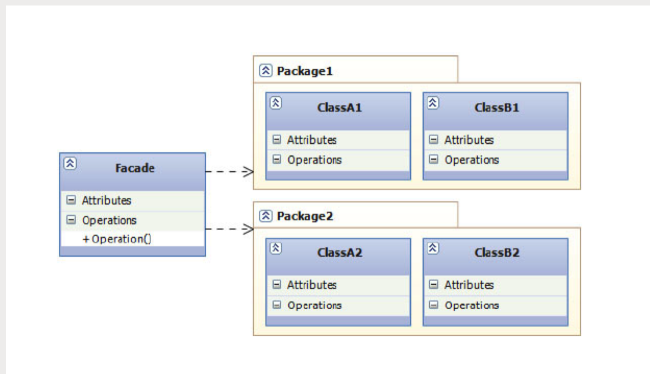 Package1
ClassA1
ClassB1
Attributes
Attributes
Operations
Operations
Facade
Attributes
Operations
+ Operation()
Package2
ClassA2
ClassB2
Attributes
Attributes
Operations
Operations